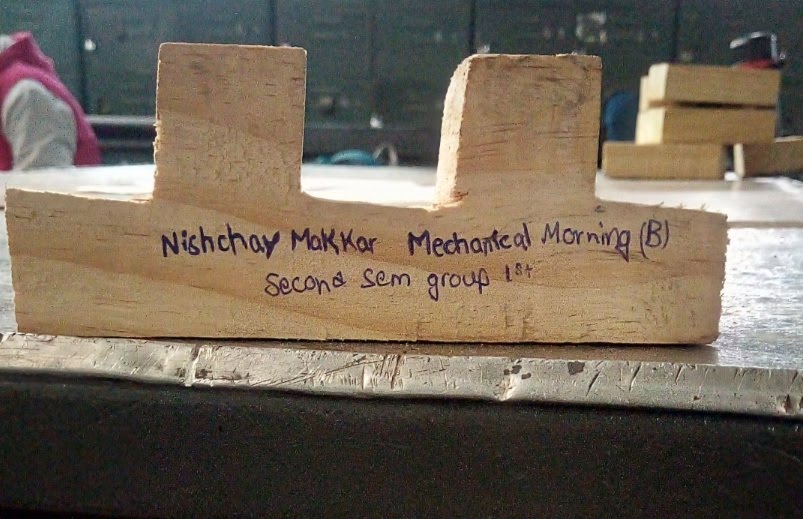 Nishchay Makkar Mechanical Morning (B)
Second sem group 1st